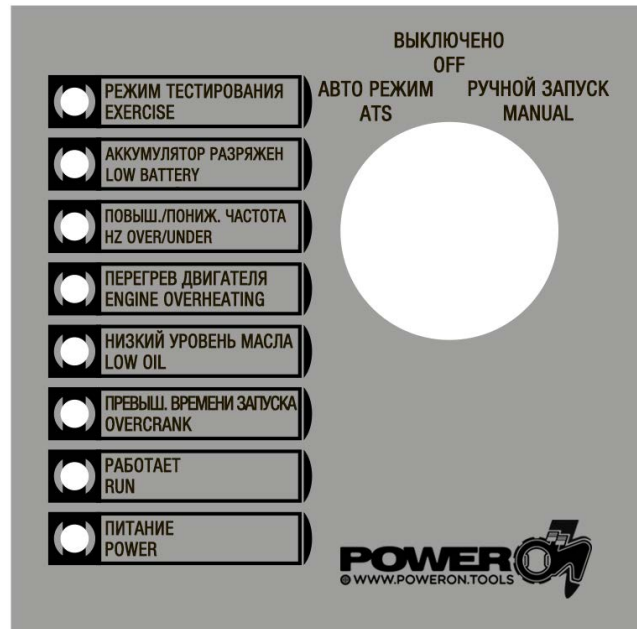 ВЫКЛЮЧЕНО
OFF
АВТО РЕЖИМ
ATS
РУЧНОЙ ЗАПУСК
MANUAL
РЕЖИМ ТЕСТИРОВАНИЯ
EXERCISE
АККУМУЛЯТОР РАЗРЯЖЕН
LOW BATTERY
ПОВЫШ./ПОНИЖ. ЧАСТОТА
HZ OVER/UNDER
ПЕРЕГРЕВ ДВИГАТЕЛЯ
ENGINE OVERHEATING
НИЗКИЙ УРОВЕНЬ МАСЛА
LOW OIL
ПРЕВЫШ. ВРЕМЕНИ ЗАПУСКА
OVERCRANK
РАБОТАЕТ
RUN
ПИТАНИЕ
POWER
POWER ON
WWW.POWERON.TOOLS